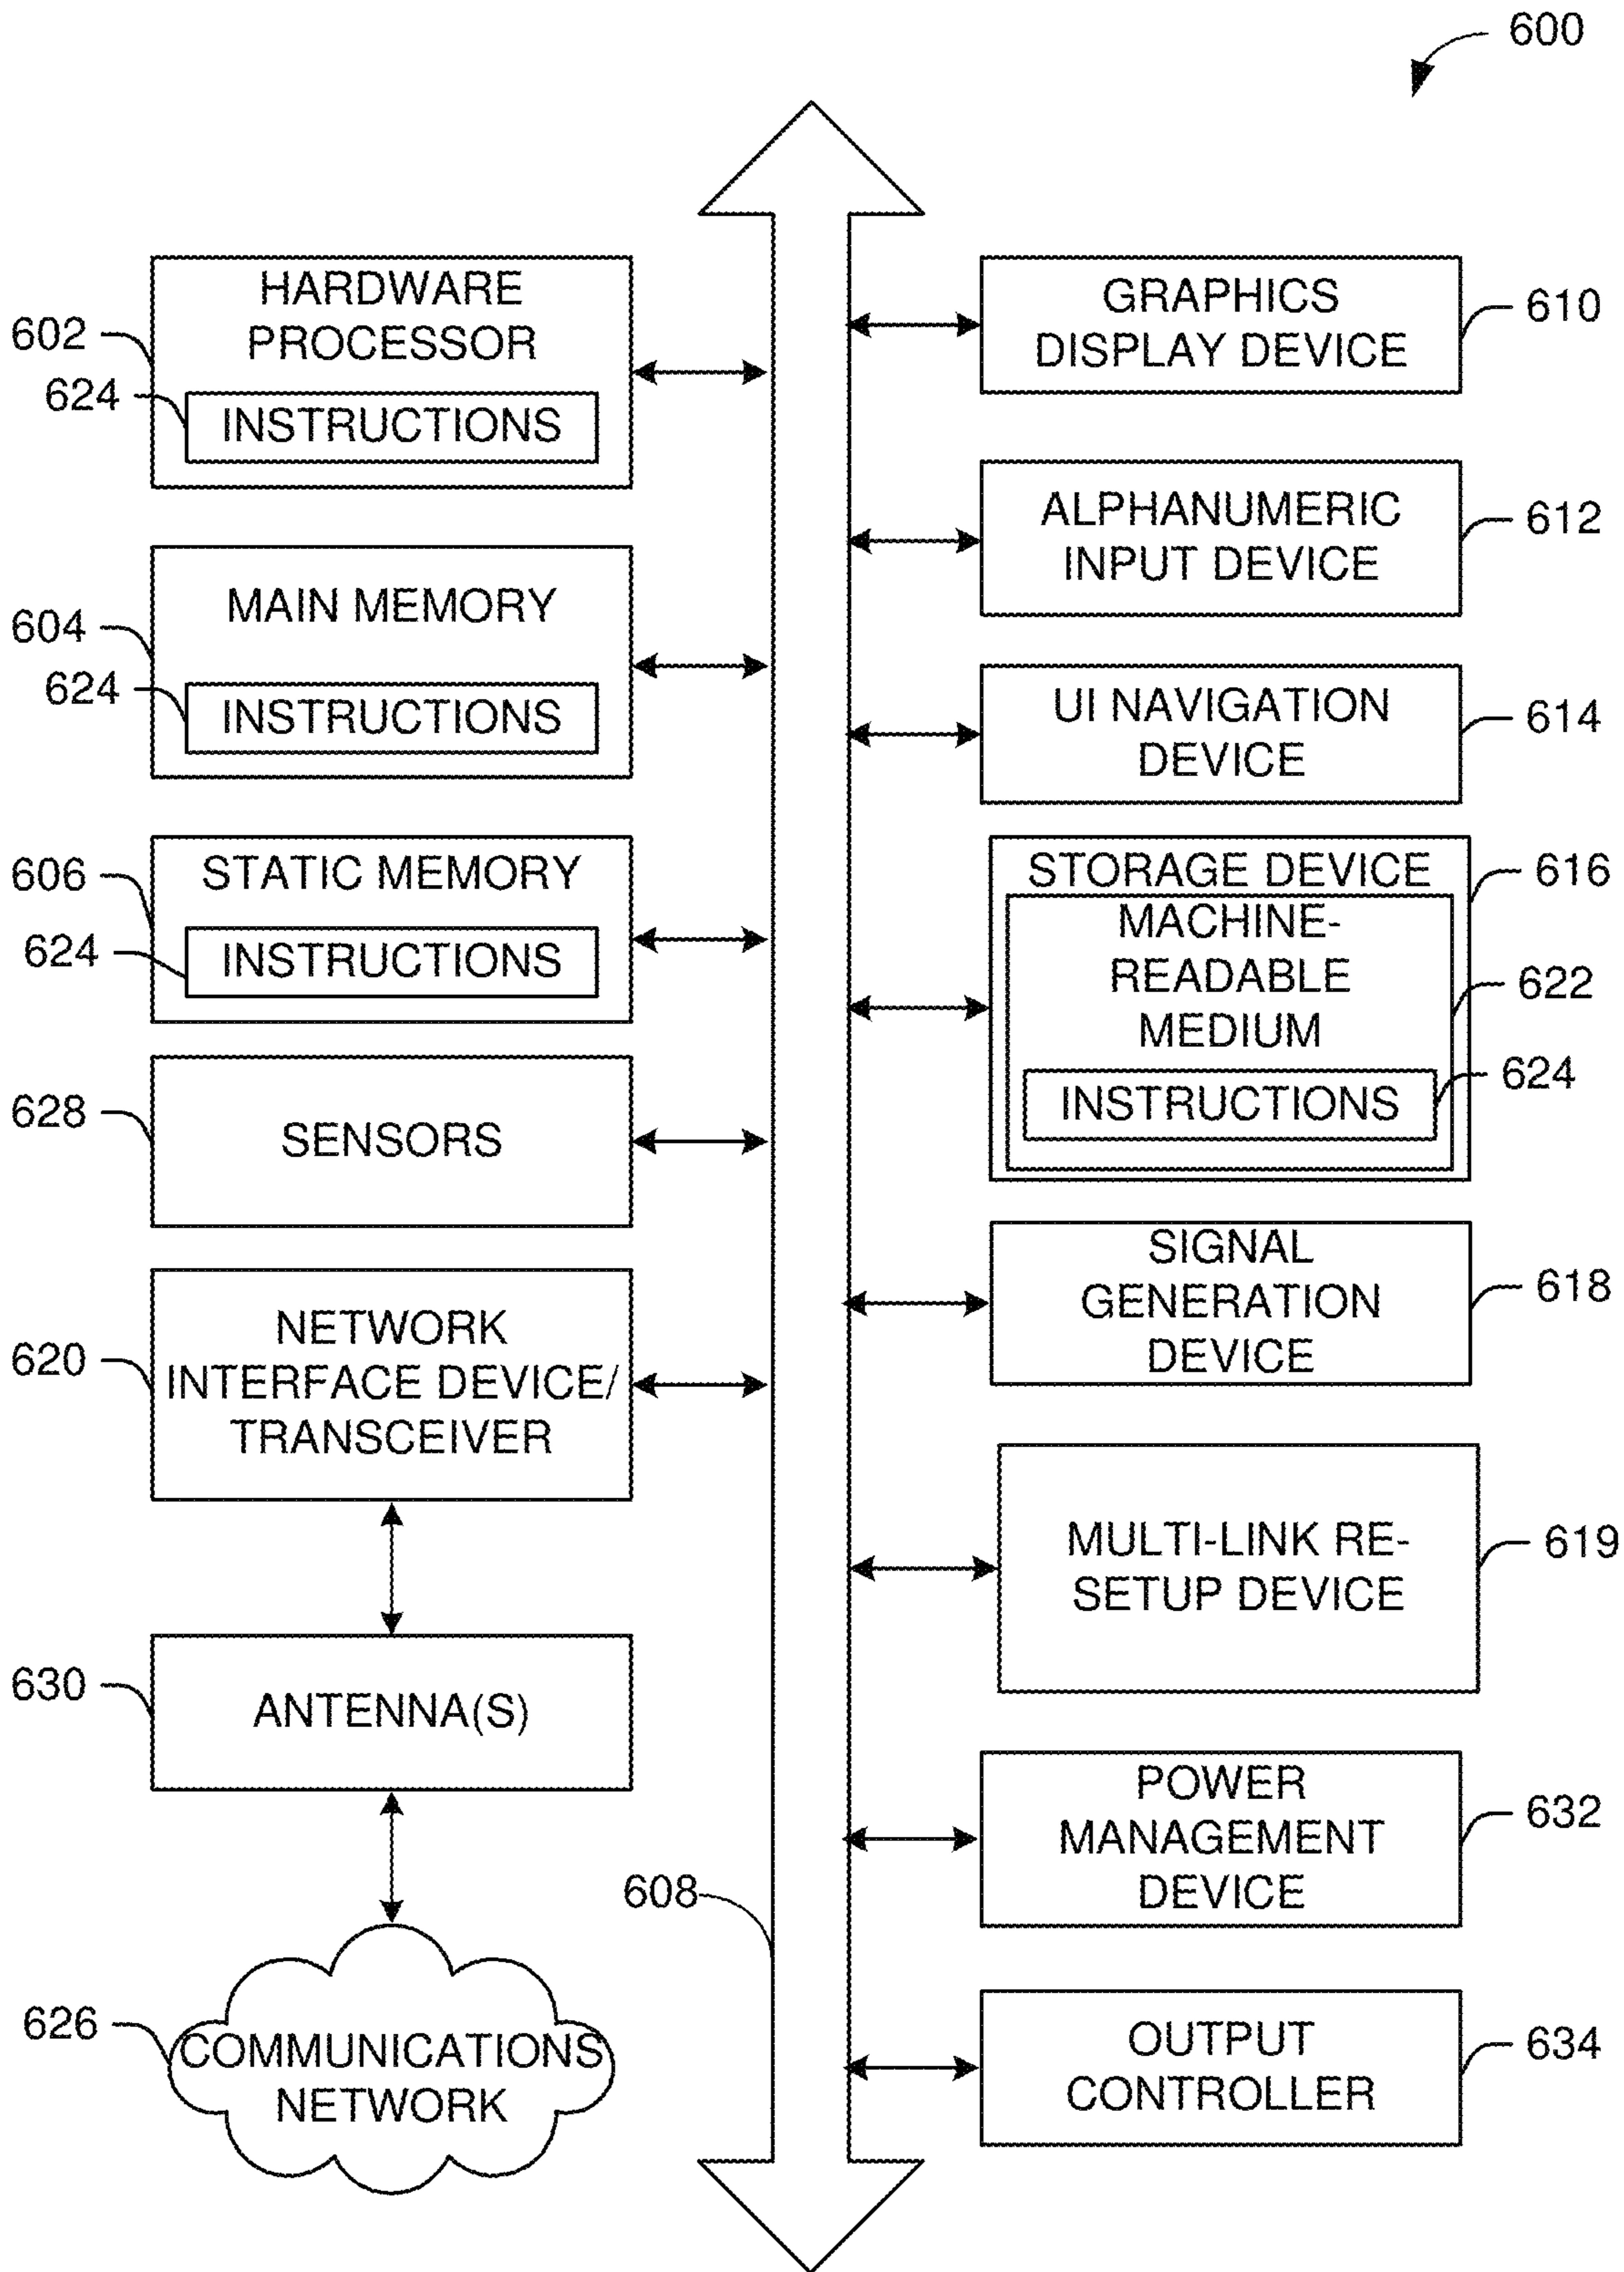 600
HARDWARE
PROCESSOR
602
624
INSTRUCTIONS
MAIN MEMORY
604
624
INSTRUCTIONS
STATIC MEMORY
606
624
INSTRUCTIONS
SENSORS
628
NETWORK
INTERFACE DEVICE/
TRANSCEIVER
620
ANTENNA(S)
630
COMMUNICATIONS
NETWORK
626
608
GRAPHICS
DISPLAY DEVICE
610
ALPHANUMERIC
INPUT DEVICE
612
UI NAVIGATION
DEVICE
614
STORAGE DEVICE
616
MACHINE-
READABLE
MEDIUM
622
INSTRUCTIONS
624
SIGNAL
GENERATION
DEVICE
618
MULTI-LINK RE-
SETUP DEVICE
619
POWER
MANAGEMENT
DEVICE
632
OUTPUT
CONTROLLER
634